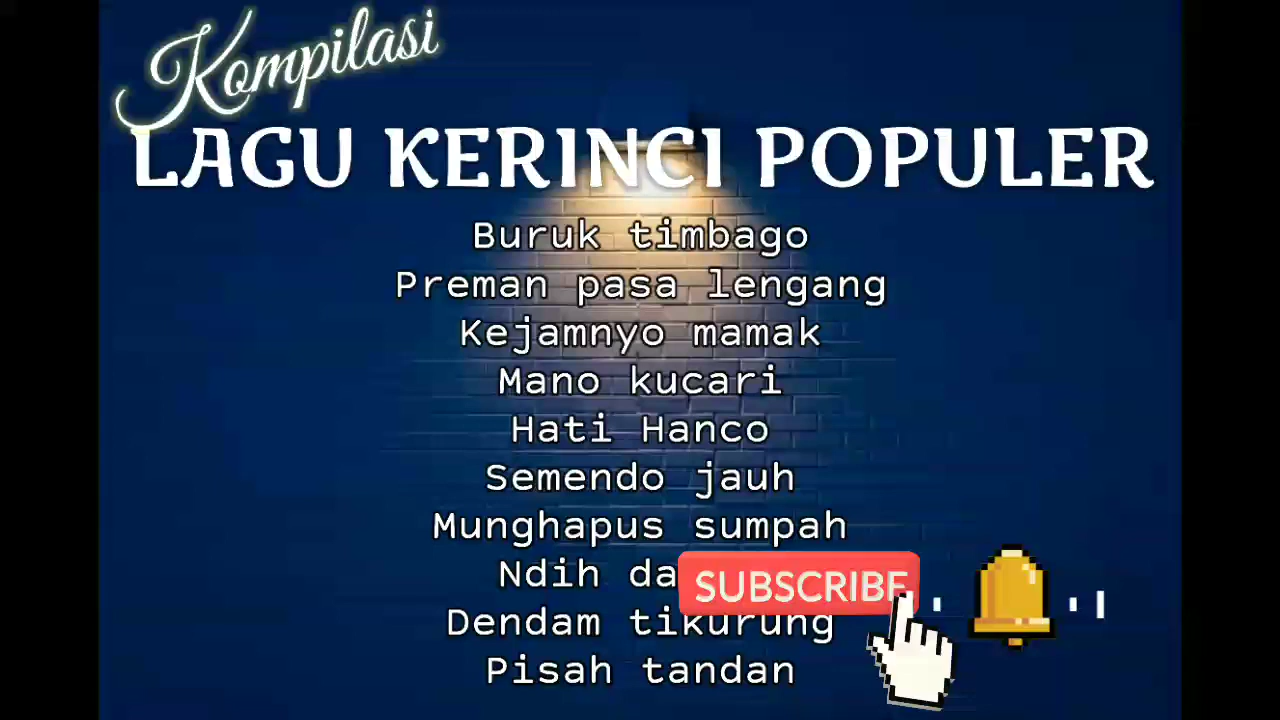 Kompilasi
LAGU KERINCI POPULER
Buruk timbago
Preman pasa lengang
Kejamnyo mamak
Mano kucari
Hati Hanco
Semendo jauh
Munghapus sumpah
Ndih
SUBSCRIBE
Dendam tikurung
Pisah tandan